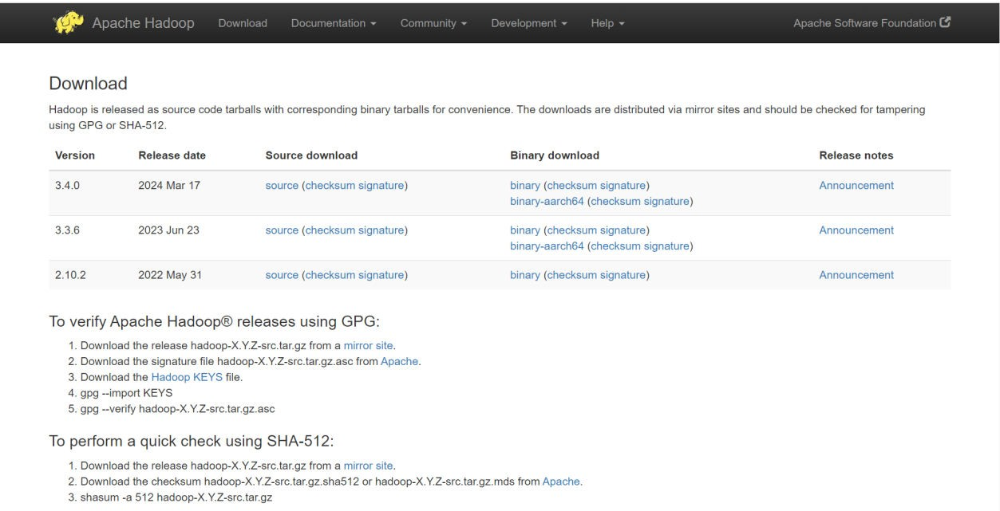 Apache Hadoop Download Documentation Community Development Help Apache Software Foundation
Download
Hadoop is released as source code tarballs with corresponding binary tarballs for convenience. The downloads are distributed via mirror sites and should be checked for tampering
using GPG or SHA-512.
Version Release date Source download Binary download Release notes
3.4.0 2024 Mar 17 source (checksum signature) binary (checksum signature) Announcement
binary-aarch64 (checksum signature)
3.3.6 2023 Jun 23 source (checksum signature) binary (checksum signature) Announcement
binary-aarch64 (checksum signature)
2.10.2 2022 May 31 source (checksum signature) binary (checksum signature) Announcement
To verify Apache Hadoop® releases using GPG:
1. Download the release hadoop-X.Y.Z-src.tar.gz from a mirror site.
2. Download the signature file hadoop-X.Y.Z-src.tar.gz.asc from Apache.
3. Download the Hadoop KEYS file.
4. gpg --import KEYS
5. gpg --verify hadoop-X.Y.Z-src.tar.gz.asc
To perform a quick check using SHA-512:
1. Download the release hadoop-X.Y.Z-src.tar.gz from a mirror site.
2. Download the checksum hadoop-X.Y.Z-src.tar.gz.sha512 or hadoop-X.Y.Z-src.tar.gz.mds from Apache.
3. shasum -a 512 hadoop-X.Y.Z-src.tar.gz